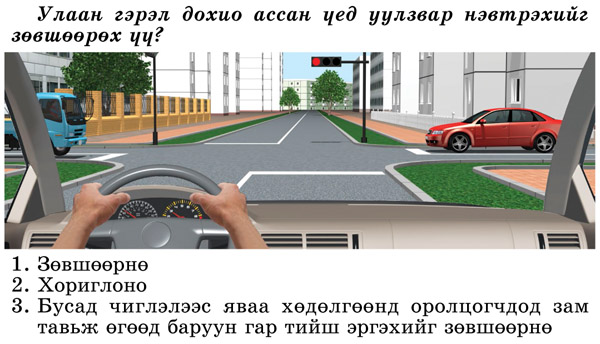 Улаан гэрэл дохио ассан үед уулзвар нэвтрэхийг
зөвшөөрөх үү?
1. Зөвшөөрнө
2. Хориглоно
3. Бусад чиглэлээс яваа хөдөлгөөнд оролцогчдод зам
тавьж өгөөд баруун гар тийш эргэхийг зөвшөөрнө